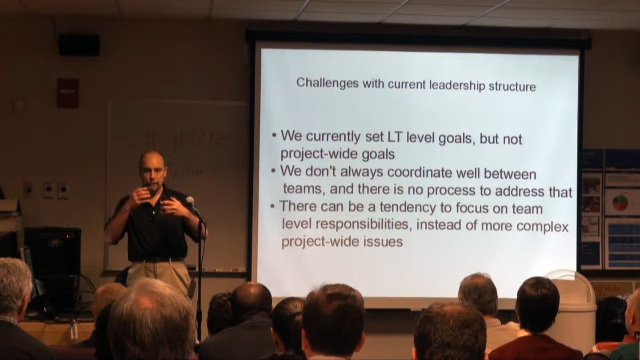 Challenges with current leadership structure
• We currently set LT level goals, but not
project-wide goals
• We don't always coordinate well between
teams, and there is no process to address that
• There can be a tendency to focus on team
level responsibilities, instead of more complex
project-wide issues